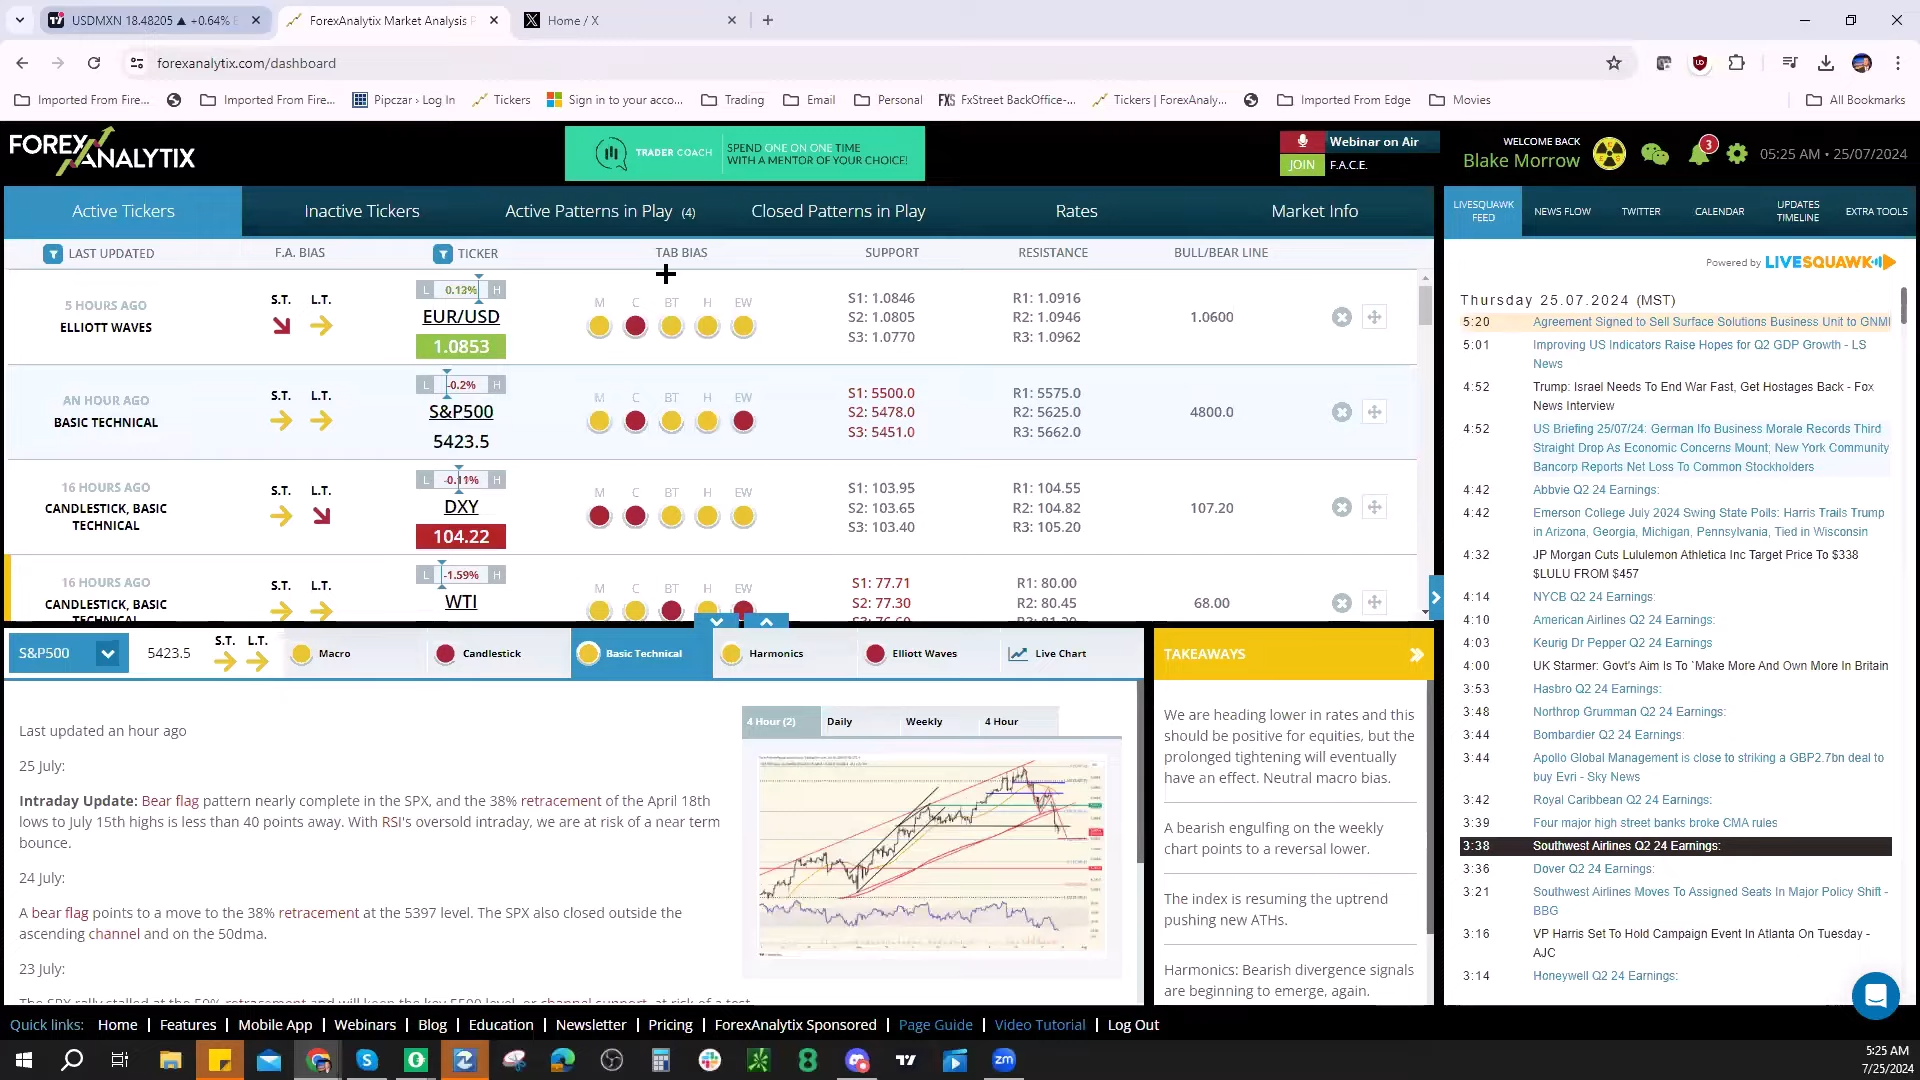 USDMXN 18.48205 ▲ +0.64%
ForexAnalytix Market Analysis
Home / X
forexanalytix.com/dashboard
Imported From Fire...
Imported From Fire...
Pipczar › Log In
Tickers
Sign in to your acco...
Trading
Email
Personal
FxStreet BackOffice-...
Tickers | ForexAnaly...
Imported From Edge
Movies
All Bookmarks
FOREX ANALYTIX
TRADER COACH
SPEND ONE ON ONE TIME
WITH A MENTOR OF YOUR CHOICE!
Webinar on Air
JOIN F.A.C.E.
WELCOME BACK
Blake Morrow
3
05:25 AM • 25/07/2024
Active Tickers
Inactive Tickers
Active Patterns in Play (4)
Closed Patterns in Play
Rates
Market Info
LAST UPDATED
F.A. BIAS
TICKER
TAB BIAS
SUPPORT
RESISTANCE
BULL/BEAR LINE
5 HOURS AGO
ELLIOTT WAVES
S.T. L.T.
L 0.13% H
EUR/USD
1.0853
M C BT H EW
S1: 1.0846
S2: 1.0805
S3: 1.0770
R1: 1.0916
R2: 1.0946
R3: 1.0962
1.0600
AN HOUR AGO
BASIC TECHNICAL
S.T. L.T.
L -0.2% H
S&P500
5423.5
M C BT H EW
S1: 5500.0
S2: 5478.0
S3: 5451.0
R1: 5575.0
R2: 5625.0
R3: 5662.0
4800.0
16 HOURS AGO
CANDLESTICK, BASIC
TECHNICAL
S.T. L.T.
L -0.11% H
DXY
104.22
M C BT H EW
S1: 103.95
S2: 103.65
S3: 103.40
R1: 104.55
R2: 104.82
R3: 105.20
107.20
16 HOURS AGO
CANDLESTICK, BASIC
TECHNICAL
S.T. L.T.
L -1.59% H
WTI
M C BT H EW
S1: 77.71
S2: 77.30
S3: 76.60
R1: 80.00
R2: 80.45
R3: 81.20
68.00
S&P500
5423.5
S.T. L.T.
Macro
Candlestick
Basic Technical
Harmonics
Elliott Waves
Live Chart
Last updated an hour ago
25 July:
Intraday Update: Bear flag pattern nearly complete in the SPX, and the 38% retracement of the April 18th
lows to July 15th highs is less than 40 points away. With RSI's oversold intraday, we are at risk of a near term
bounce.
24 July:
A bear flag points to a move to the 38% retracement at the 5397 level. The SPX also closed outside the
ascending channel and on the 50dma.
23 July:
The SPX rally stalled at the 50% retracement and will keep the key 5500 level, or channel support, at risk of a test
4 Hour (2)
Daily
Weekly
4 Hour
TAKEAWAYS
We are heading lower in rates and this
should be positive for equities, but the
prolonged tightening will eventually
have an effect. Neutral macro bias.
A bearish engulfing on the weekly
chart points to a reversal lower.
The index is resuming the uptrend
pushing new ATHs.
Harmonics: Bearish divergence signals
are beginning to emerge, again.
LIVESQUAWK
FEED
NEWS FLOW
TWITTER
CALENDAR
UPDATES
TIMELINE
EXTRA TOOLS
Powered by LIVESQUAWK
Thursday 25.07.2024 (MST)
5:20 Agreement Signed to Sell Surface Solutions Business Unit to GNMI
5:01 Improving US Indicators Raise Hopes for Q2 GDP Growth - LS
News
4:52 Trump: Israel Needs To End War Fast, Get Hostages Back - Fox
News Interview
4:52 US Briefing 25/07/24: German Ifo Business Morale Records Third
Straight Drop As Economic Concerns Mount; New York Community
Bancorp Reports Net Loss To Common Stockholders
4:42 Abbvie Q2 24 Earnings:
4:42 Emerson College July 2024 Swing State Polls: Harris Trails Trump
in Arizona, Georgia, Michigan, Pennsylvania, Tied in Wisconsin
4:32 JP Morgan Cuts Lululemon Athletica Inc Target Price To $338
$LULU FROM $457
4:14 NYCB Q2 24 Earnings:
4:10 American Airlines Q2 24 Earnings:
4:03 Keurig Dr Pepper Q2 24 Earnings
4:00 UK Starmer: Govt's Aim Is To `Make More And Own More In Britain
3:53 Hasbro Q2 24 Earnings:
3:48 Northrop Grumman Q2 24 Earnings:
3:44 Bombardier Q2 24 Earnings:
3:44 Apollo Global Management is close to striking a GBP2.7bn deal to
buy Evri - Sky News
3:42 Royal Caribbean Q2 24 Earnings:
3:39 Four major high street banks broke CMA rules
3:38 Southwest Airlines Q2 24 Earnings:
3:36 Dover Q2 24 Earnings:
3:21 Southwest Airlines Moves To Assigned Seats In Major Policy Shift -
BBG
3:16 VP Harris Set To Hold Campaign Event In Atlanta On Tuesday -
AJC
3:14 Honeywell Q2 24 Earnings:
Quick links: Home | Features | Mobile App | Webinars | Blog | Education | Newsletter | Pricing | ForexAnalytix Sponsored | Page Guide | Video Tutorial | Log Out
5:25 AM
7/25/2024